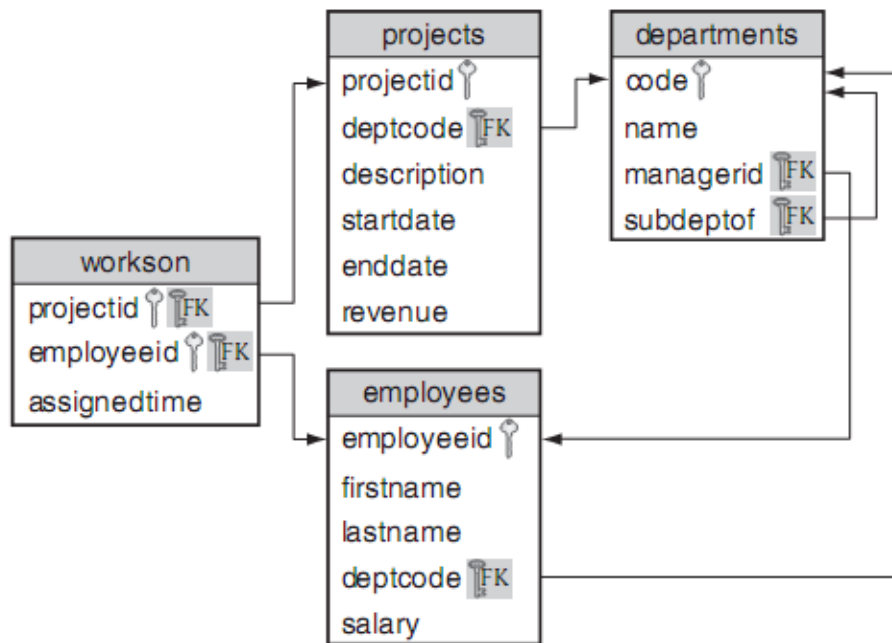 projects
projectid
deptcode FK
description
startdate
enddate
revenue
departments
code
name
managerid FK
subdeptof FK
workson
projectid FK
employeeid FK
assignedtime
employees
employeeid
firstname
lastname
deptcode FK
salary